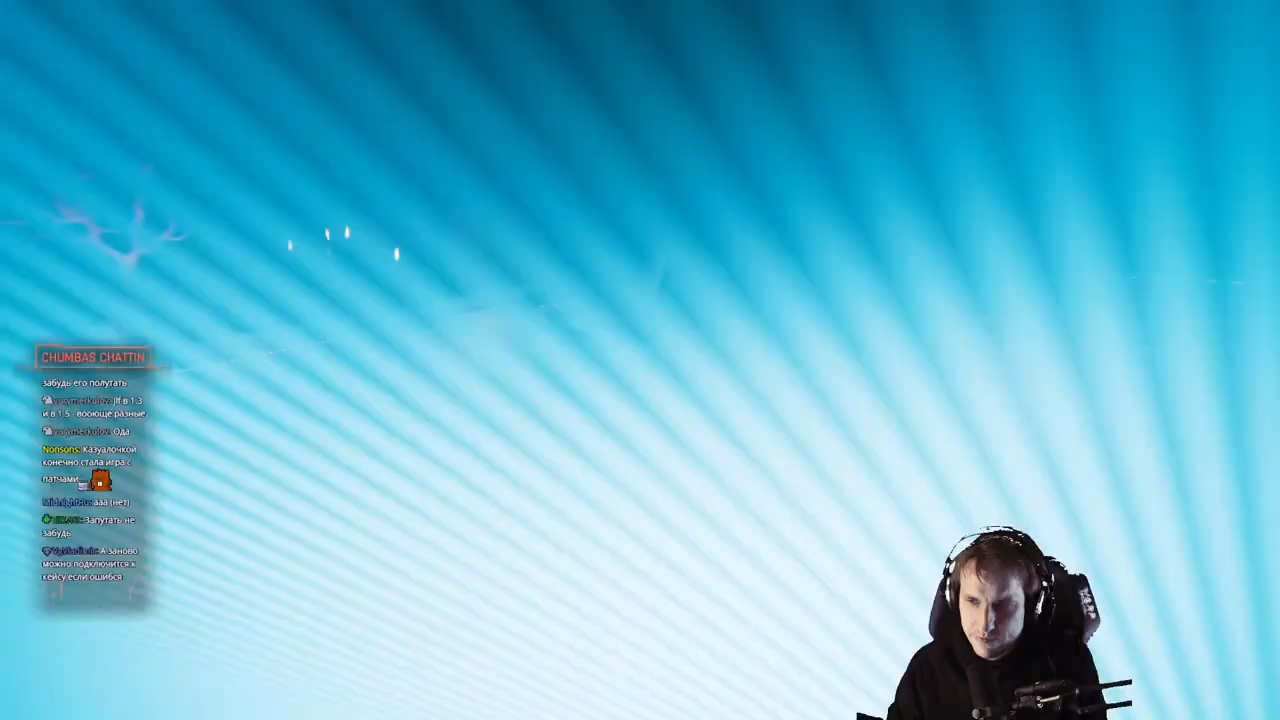 CHUMBAS CHATTIN
забудь его полутать
Jlf в 1.3
и в 1.5 - вооюще разные
Ода
Nonsons: Казуалочкой
конечно стала игра с
патчами
MidnightRu: ааа (нет)
Запутать не
забудь
А заново
можно подключится к
кейсу если ошибся